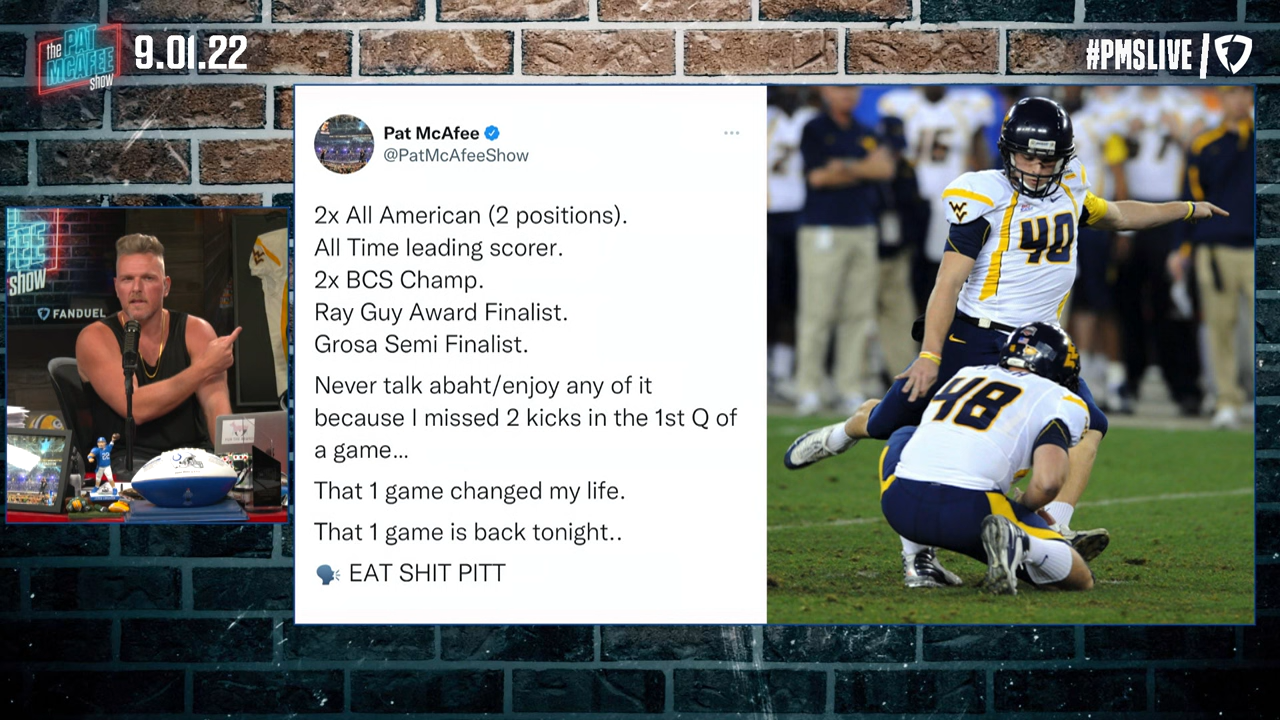 the PAT MCAFEE show
9.01.22
#PMSLIVE
Pat McAfee
@PatMcAfeeShow
2x All American (2 positions).
All Time leading scorer.
2x BCS Champ.
Ray Guy Award Finalist.
Grosa Semi Finalist.
Never talk abaht/enjoy any of it
because I missed 2 kicks in the 1st Q of
a game...
That 1 game changed my life.
That 1 game is back tonight..
EAT SHIT PITT
show
FANDUEL
WV
40
48
16